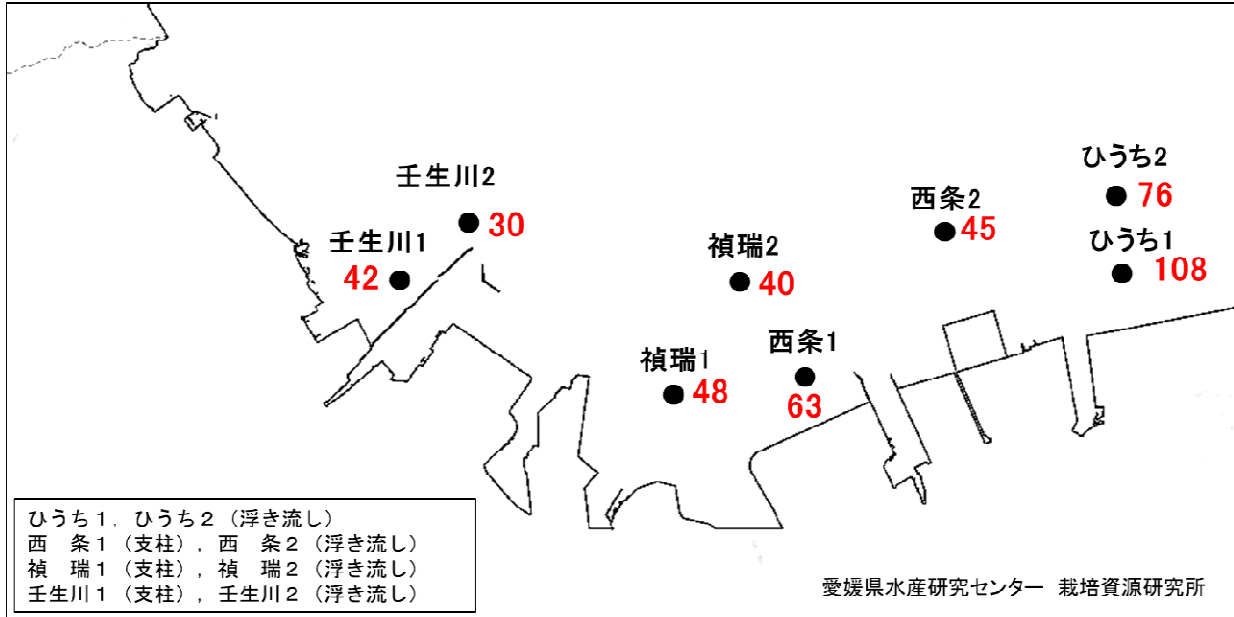 ひうち2
76
壬生川2
30
西条2
45
ひうち1
108
壬生川1
42
禎瑞2
40
西条1
63
禎瑞1
48
ひうち１，ひうち２（浮き流し）
西　条１（支柱），西　条２（浮き流し）
禎　瑞１（支柱），禎　瑞２（浮き流し）
壬生川１（支柱），壬生川２（浮き流し）
愛媛県水産研究センター 栽培資源研究所